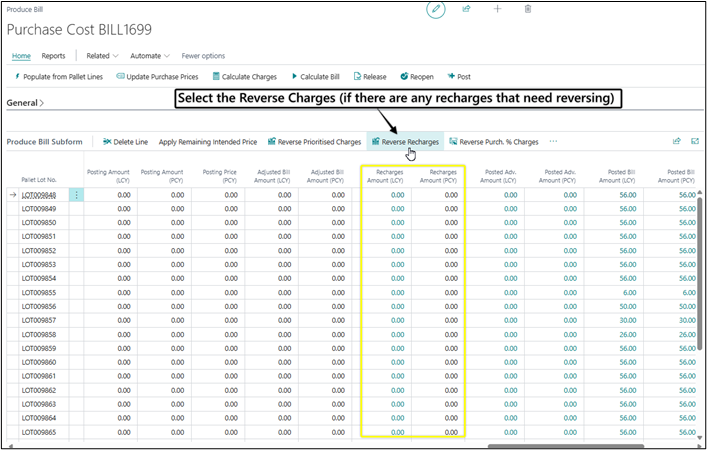 Produce Bill
Purchase Cost BILL1699
Home Reports Related Automate Fewer options
Populate from Pallet Lines Update Purchase Prices Calculate Charges Calculate Bill Release Reopen Post
Select the Reverse Charges (if there are any recharges that need reversing)
General
Produce Bill Subform Delete Line Apply Remaining Intended Price Reverse Prioritised Charges Reverse Recharges Reverse Purch. % Charges ...
Posting Amount Posting Amount Posting Price Adjusted Bill Adjusted Bill Recharges Recharges Posted Adv. Posted Adv. Posted Bill Posted Bill
Pallet Lot No. (LCY) (PCY) (PCY) Amount (LCY) Amount (PCY) Amount (LCY) Amount (PCY) Amount (LCY) Amount (PCY) Amount (LCY) Amount (PCY)
LOT009848 0.00 0.00 0.00 0.00 0.00 0.00 0.00 0.00 0.00 56.00 56.00
LOT009849 0.00 0.00 0.00 0.00 0.00 0.00 0.00 0.00 0.00 56.00 56.00
LOT009850 0.00 0.00 0.00 0.00 0.00 0.00 0.00 0.00 0.00 56.00 56.00
LOT009851 0.00 0.00 0.00 0.00 0.00 0.00 0.00 0.00 0.00 56.00 56.00
LOT009852 0.00 0.00 0.00 0.00 0.00 0.00 0.00 0.00 0.00 56.00 56.00
LOT009853 0.00 0.00 0.00 0.00 0.00 0.00 0.00 0.00 0.00 56.00 56.00
LOT009854 0.00 0.00 0.00 0.00 0.00 0.00 0.00 0.00 0.00 56.00 56.00
LOT009855 0.00 0.00 0.00 0.00 0.00 0.00 0.00 0.00 0.00 6.00 6.00
LOT009856 0.00 0.00 0.00 0.00 0.00 0.00 0.00 0.00 0.00 50.00 50.00
LOT009857 0.00 0.00 0.00 0.00 0.00 0.00 0.00 0.00 0.00 30.00 30.00
LOT009858 0.00 0.00 0.00 0.00 0.00 0.00 0.00 0.00 0.00 26.00 26.00
LOT009859 0.00 0.00 0.00 0.00 0.00 0.00 0.00 0.00 0.00 56.00 56.00
LOT009860 0.00 0.00 0.00 0.00 0.00 0.00 0.00 0.00 0.00 56.00 56.00
LOT009861 0.00 0.00 0.00 0.00 0.00 0.00 0.00 0.00 0.00 56.00 56.00
LOT009862 0.00 0.00 0.00 0.00 0.00 0.00 0.00 0.00 0.00 56.00 56.00
LOT009863 0.00 0.00 0.00 0.00 0.00 0.00 0.00 0.00 0.00 56.00 56.00
LOT009864 0.00 0.00 0.00 0.00 0.00 0.00 0.00 0.00 0.00 56.00 56.00
LOT009865 0.00 0.00 0.00 0.00 0.00 0.00 0.00 0.00 0.00 56.00 56.00